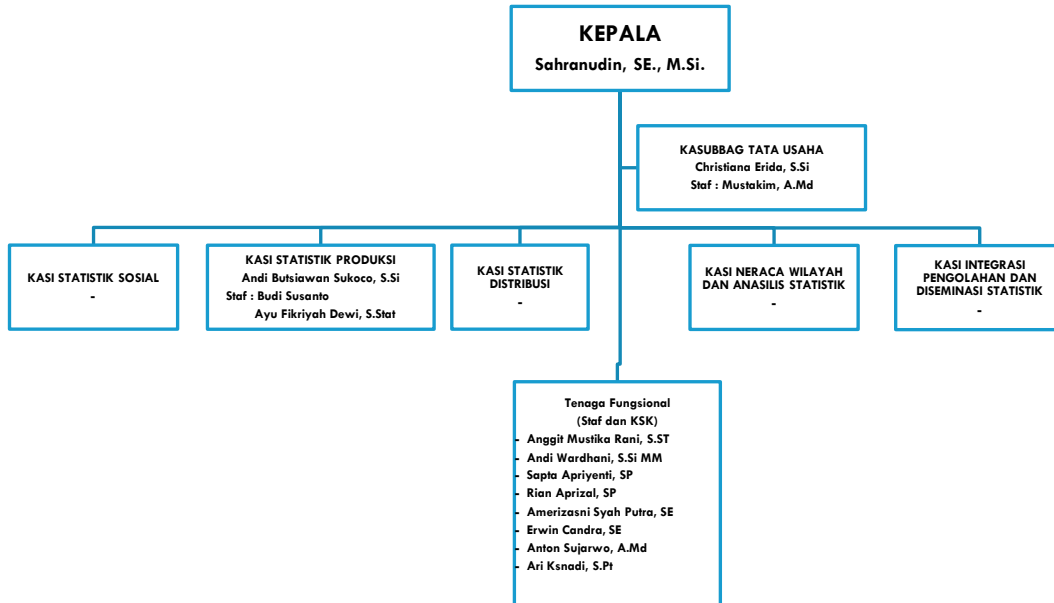 KEPALA
Sahranudin, SE., M.Si.
KASUBBAG TATA USAHA
Christiana Erida, S.Si
Staf : Mustakim, A.Md
KASI STATISTIK SOSIAL
-
KASI STATISTIK PRODUKSI
Andi Butsiawan Sukoco, S.Si
Staf : Budi Susanto
Ayu Fikriyah Dewi, S.Stat
KASI STATISTIK
DISTRIBUSI
-
KASI NERACA WILAYAH
DAN ANASILIS STATISTIK
-
KASI INTEGRASI
PENGOLAHAN DAN
DISEMINASI STATISTIK
-
Tenaga Fungsional
(Staf dan KSK)
- Anggit Mustika Rani, S.ST
- Andi Wardhani, S.Si MM
- Sapta Apriyenti, SP
- Rian Aprizal, SP
- Amerizasni Syah Putra, SE
- Erwin Candra, SE
- Anton Sujarwo, A.Md
- Ari Ksnadi, S.Pt